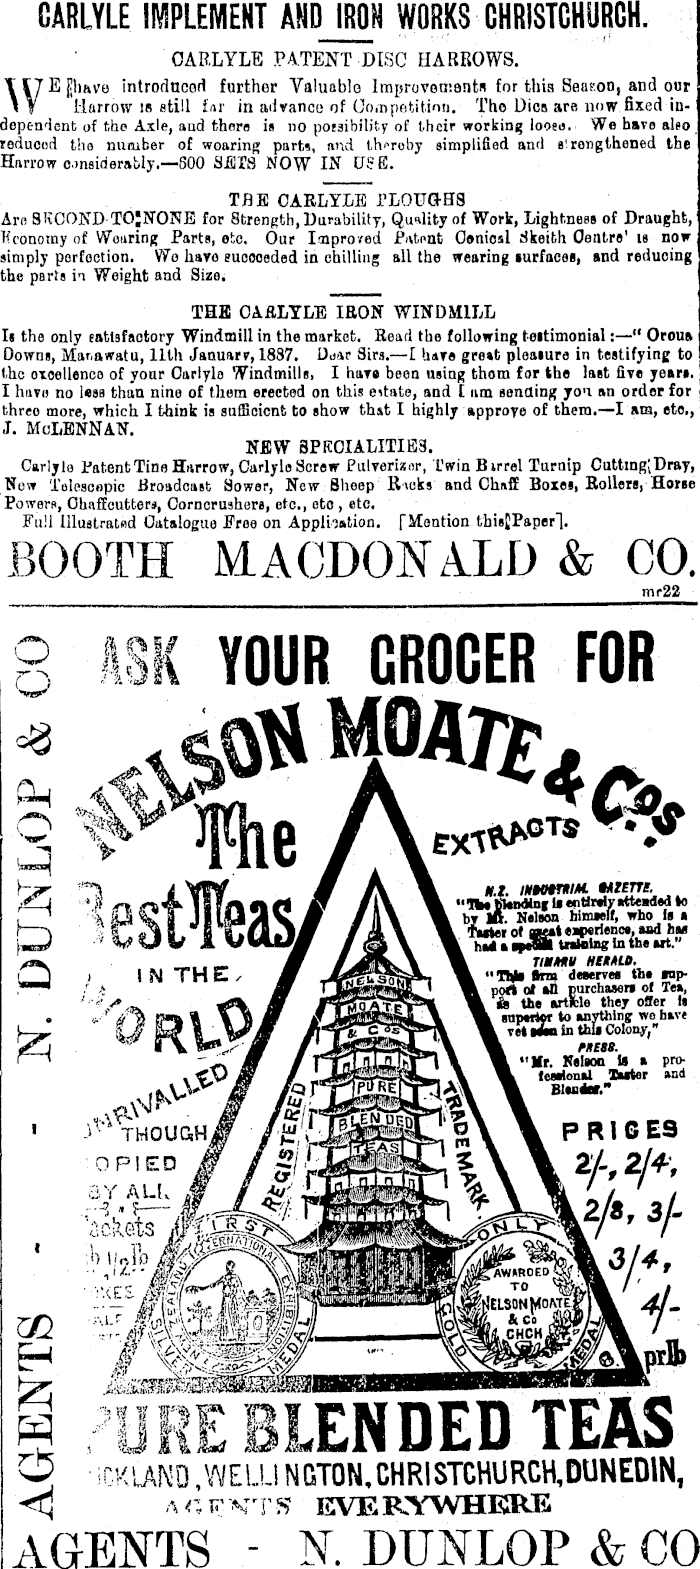 CARLYLE IMPLEMENT AND IRON WORKS CHRISTCHURCH.
CARLYLE PATENT DISC HARROWS.
WE have introduced further Valuable Improvements for this Season, and our
Harrow is still far in advance of Competition. The Dics are now fixed in-
dependent of the Axle, and there is no possibility of their working loose. We have also
reduced the number of wearing parts, and thereby simplified and strengthened the
Harrow considerably.—600 SETS NOW IN USE.
THE CARLYLE PLOUGHS
Are SECOND TO NONE for Strength, Durability, Quality of Work, Lightness of Draught,
Economy of Wearing Parts, etc. Our Improved Patent Conical Skeith Centre' is now
simply perfection. We have succeeded in chilling all the wearing surfaces, and reducing
the parts in Weight and Size.
THE CARLYLE IRON WINDMILL
Is the only satisfactory Windmill in the market. Read the following testimonial :—" Oroua
Downs, Manawatu, 11th January, 1887. Dear Sirs.—I have great pleasure in testifying to
the excellence of your Carlyle Windmills, I have been using them for the last five years.
I have no less than nine of them erected on this estate, and I am sending you an order for
three more, which I think is sufficient to show that I highly approve of them.—I am, etc.,
J. McLENNAN.
NEW SPECIALITIES.
Carlyle Patent Tine Harrow, Carlyle Screw Pulverizer, Twin Barrel Turnip Cutting Dray,
New Telescopic Broadcast Sower, New Sheep Racks and Chaff Boxes, Rollers, Horse
Powers, Chaffcutters, Corncrushers, etc., etc, etc.
Full Illustrated Catalogue Free on Application. [Mention this Paper].
BOOTH MACDONALD & CO.
mr22
AGENTS - - N. DUNLOP & CO
ASK YOUR GROCER FOR
NELSON MOATE & Co's
The
Best Teas
IN THE
WORLD
UNRIVALLED
THOUGH
COPIED
BY ALL
ackets
lb 1/2 lb
EXTRACTS
N.Z. INDUSTRIAL GAZETTE.
"The blending is entirely attended to
by Mr. Nelson himself, who is a
Taster of great experience, and has
had a special training in the art."
TIMARU HERALD.
"This firm deserves the sup-
port of all purchasers of Tea,
as the article they offer is
superior to anything we have
yet seen in this Colony,"
PRESS.
"Mr. Nelson is a pro-
fessional Taster and
Blender."
PRICES
2/-, 2/4,
2/8, 3/-
3/4,
4/-
pr lb
NELSON
MOATE
& Cos
PURE
BLENDED
TEAS
REGISTERED
TRADEMARK
FIRST
NEW ZEALAND INTERNATIONAL EXHIBITION
SILVER MEDAL
ONLY
GOLD MEDAL
AWARDED
TO
NELSON MOATE
& Co
CHCH
PURE BLENDED TEAS
AUCKLAND, WELLINGTON, CHRISTCHURCH, DUNEDIN,
AGENTS EVERYWHERE
AGENTS - N. DUNLOP & CO